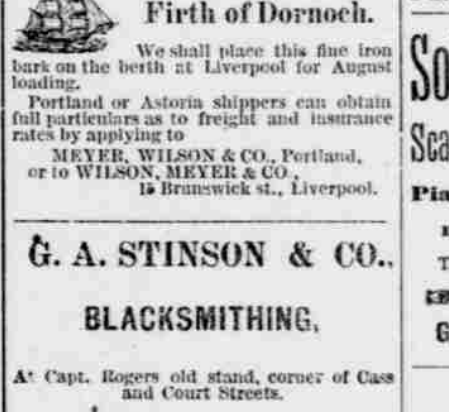 Firth of Dornoch.
We shall place this fine iron
bark on the berth at Liverpool for August
loading.
Portland or Astoria shippers can obtain
full particulars as to freight and insurance
rates by applying to
MEYER, WILSON & CO., Portland,
or to WILSON, MEYER & CO.,
15 Brunswick st., Liverpool.
G. A. STINSON & CO.,
BLACKSMITHING,
At Capt. Rogers old stand, corner of Cass
and Court Streets.
So
Sca
Pia
T
G